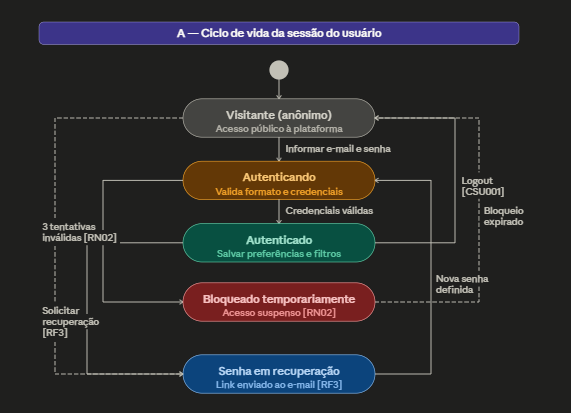 A — Ciclo de vida da sessão do usuário
Visitante (anônimo)
Acesso público à plataforma
Informar e-mail e senha
Autenticando
Valida formato e credenciais
Logout
[CSU001]
Credenciais válidas
Bloqueio
expirado
3 tentativas
inválidas [RN02]
Autenticado
Salvar preferências e filtros
Nova senha
definida
Bloqueado temporariamente
Acesso suspenso [RN02]
Solicitar
recuperação
[RF3]
Senha em recuperação
Link enviado ao e-mail [RF3]